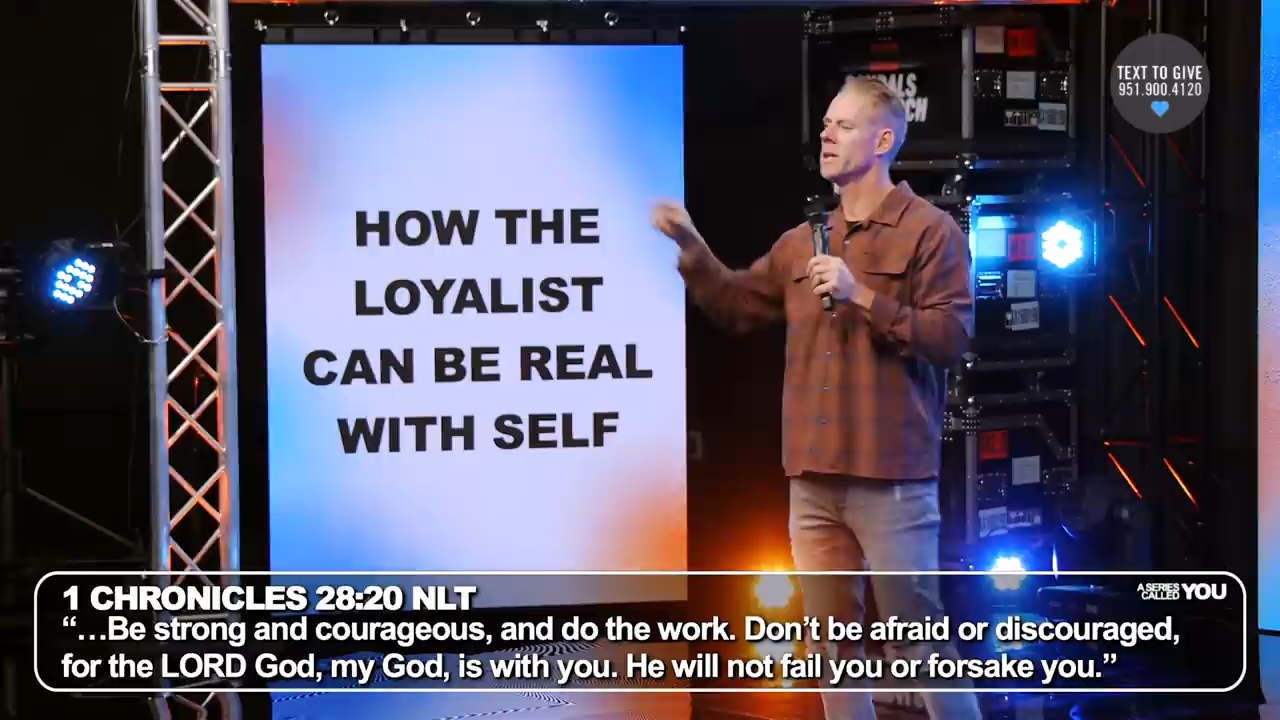 TEXT TO GIVE
951.900.4120
HOW THE
LOYALIST
CAN BE REAL
WITH SELF
1 CHRONICLES 28:20 NLT
A SERIES
CALLED YOU
“…Be strong and courageous, and do the work. Don’t be afraid or discouraged,
for the LORD God, my God, is with you. He will not fail you or forsake you.”